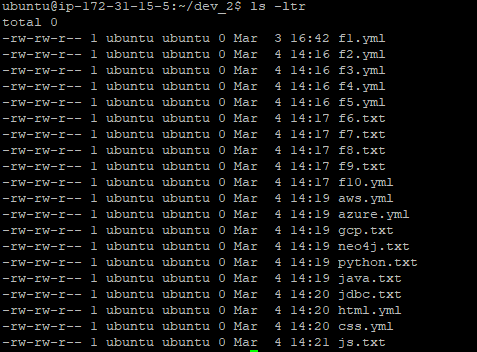 ubuntu@ip-172-31-15-5:~/dev_2$ ls -ltr
total 0
-rw-rw-r-- 1 ubuntu ubuntu 0 Mar  3 16:42 f1.yml
-rw-rw-r-- 1 ubuntu ubuntu 0 Mar  4 14:16 f2.yml
-rw-rw-r-- 1 ubuntu ubuntu 0 Mar  4 14:16 f3.yml
-rw-rw-r-- 1 ubuntu ubuntu 0 Mar  4 14:16 f4.yml
-rw-rw-r-- 1 ubuntu ubuntu 0 Mar  4 14:16 f5.yml
-rw-rw-r-- 1 ubuntu ubuntu 0 Mar  4 14:17 f6.txt
-rw-rw-r-- 1 ubuntu ubuntu 0 Mar  4 14:17 f7.txt
-rw-rw-r-- 1 ubuntu ubuntu 0 Mar  4 14:17 f8.txt
-rw-rw-r-- 1 ubuntu ubuntu 0 Mar  4 14:17 f9.txt
-rw-rw-r-- 1 ubuntu ubuntu 0 Mar  4 14:17 f10.yml
-rw-rw-r-- 1 ubuntu ubuntu 0 Mar  4 14:19 aws.yml
-rw-rw-r-- 1 ubuntu ubuntu 0 Mar  4 14:19 azure.yml
-rw-rw-r-- 1 ubuntu ubuntu 0 Mar  4 14:19 gcp.txt
-rw-rw-r-- 1 ubuntu ubuntu 0 Mar  4 14:19 neo4j.txt
-rw-rw-r-- 1 ubuntu ubuntu 0 Mar  4 14:19 python.txt
-rw-rw-r-- 1 ubuntu ubuntu 0 Mar  4 14:19 java.txt
-rw-rw-r-- 1 ubuntu ubuntu 0 Mar  4 14:20 jdbc.txt
-rw-rw-r-- 1 ubuntu ubuntu 0 Mar  4 14:20 html.yml
-rw-rw-r-- 1 ubuntu ubuntu 0 Mar  4 14:20 css.yml
-rw-rw-r-- 1 ubuntu ubuntu 0 Mar  4 14:21 js.txt